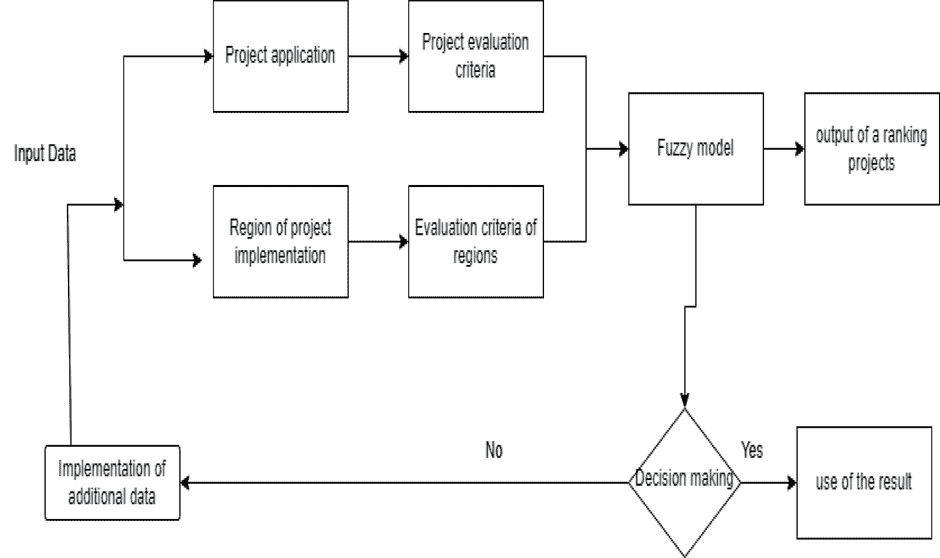 Project application
Project evaluation
criteria
Input Data
Fuzzy model
output of a ranking
projects
Region of project
implementation
Evaluation criteria of
regions
No
Yes
Implementation of
additional data
Decision making
use of the result